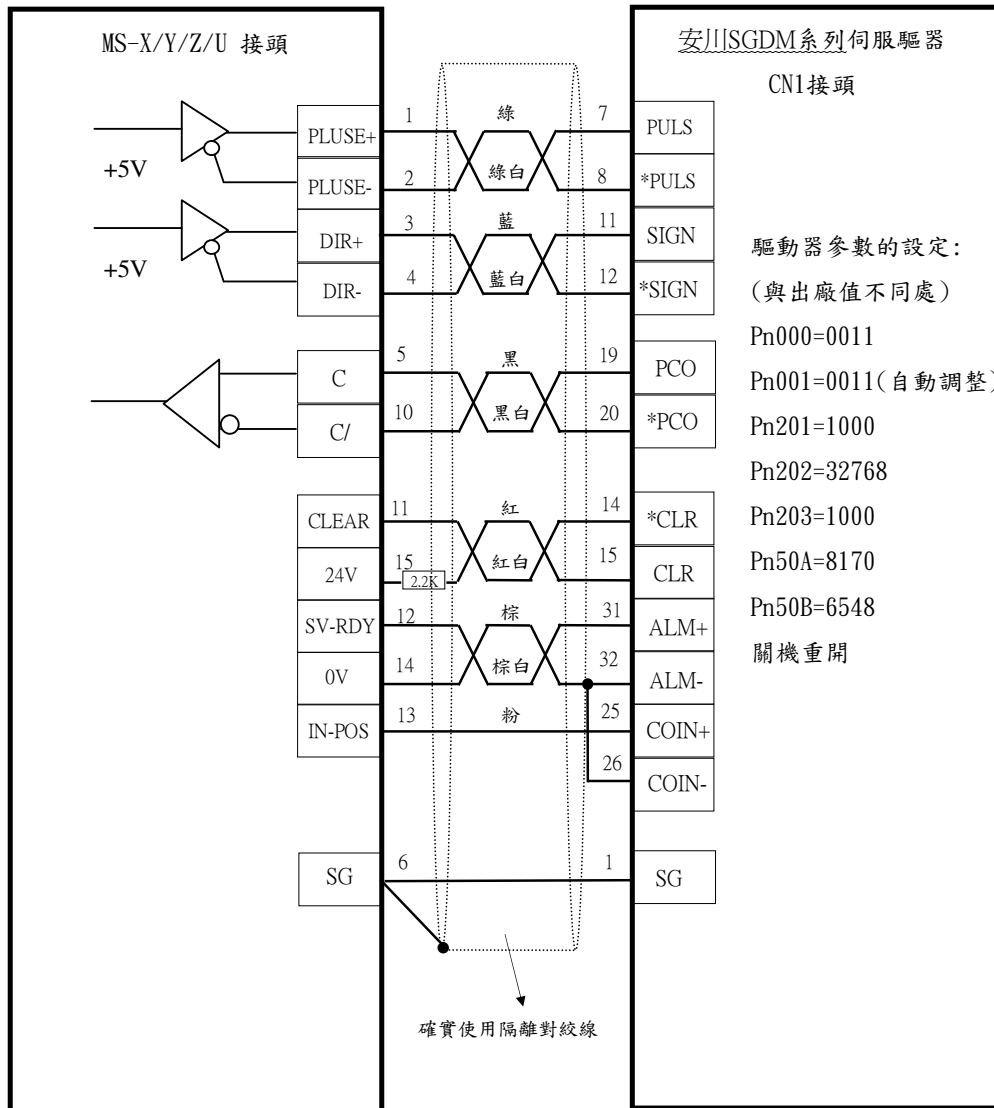 MS-X/Y/Z/U 接頭
安川SGDM系列伺服驅器
CN1接頭
+5V
PLUSE+ 1 綠 7 PULS
PLUSE- 2 綠白 8 *PULS
+5V
DIR+ 3 藍 11 SIGN
DIR- 4 藍白 12 *SIGN
C 5 黑 19 PCO
C/ 10 黑白 20 *PCO
CLEAR 11 紅 14 *CLR
24V 15 2.2K 紅白 15 CLR
SV-RDY 12 棕 31 ALM+
0V 14 棕白 32 ALM-
IN-POS 13 粉 25 COIN+
26 COIN-
SG 6 1 SG
確實使用隔離對絞線
驅動器參數的設定:
(與出廠值不同處)
Pn000=0011
Pn001=0011(自動調整)
Pn201=1000
Pn202=32768
Pn203=1000
Pn50A=8170
Pn50B=6548
關機重開